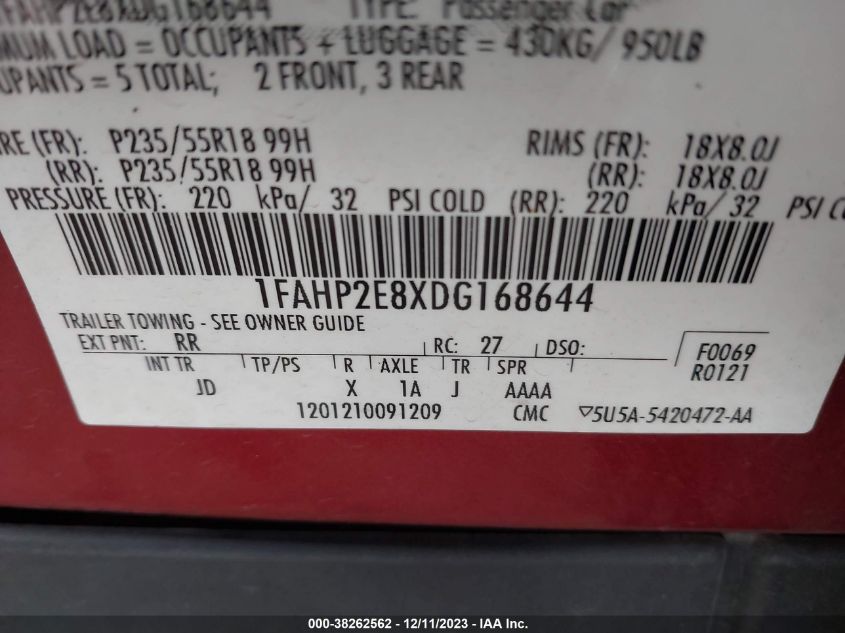 FAHP2E8XDG168644 TYPE: Passenger Car
MUM LOAD = OCCUPANTS + LUGGAGE = 430KG/ 950LB
UPANTS = 5 TOTAL; 2 FRONT, 3 REAR
RE (FR): P235/55R18 99H RIMS (FR): 18X8.0J
(RR): P235/55R18 99H (RR): 18X8.0J
PRESSURE (FR): 220 kPa/ 32 PSI COLD (RR): 220 kPa/ 32 PSI C
1FAHP2E8XDG168644
TRAILER TOWING - SEE OWNER GUIDE
EXT PNT: RR RC: 27 DSO: F0069
INT TR TP/PS R AXLE TR SPR R0121
JD X 1A J AAAA
1201210091209 CMC ▽5U5A-5420472-AA
000-38262562 - 12/11/2023 - IAA Inc.